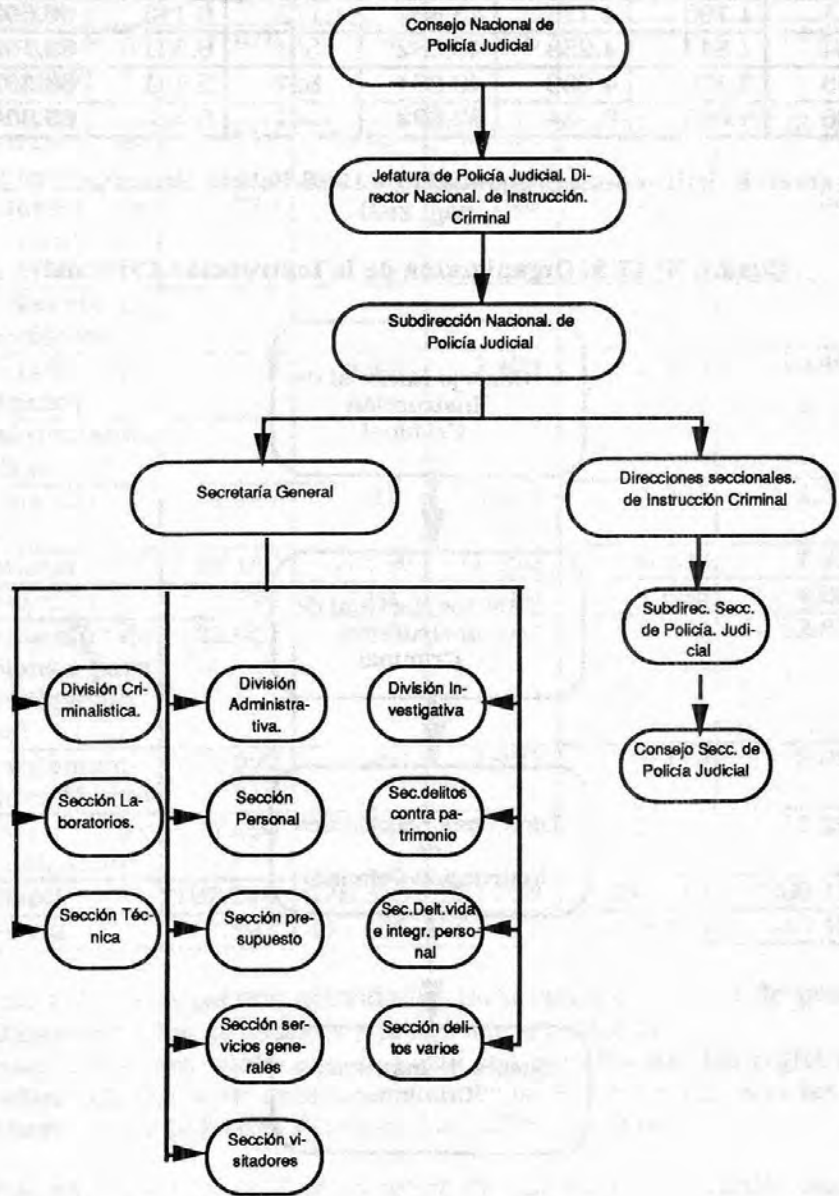 Consejo Nacional de
Policía Judicial
Jefatura de Policía Judicial. Di-
rector Nacional. de Instrucción.
Criminal
Subdirección Nacional. de
Policía Judicial
Secretaría General
Direcciones seccionales.
de Instrucción Criminal
Subdirec. Secc.
de Policía. Judi-
cial
Consejo Secc. de
Policía Judicial
División Cri-
minalistica.
División
Administra-
tiva.
División In-
vestigativa
Sección La-
boratorios.
Sección
Personal
Sec.delitos
contra pa-
trimonio
Sección Téc-
nica
Sección pre-
supuesto
Sec.Delt.vida
e integr. perso-
nal
Sección ser-
vicios gene-
rales
Sección deli-
tos varios
Sección vi-
sitadores